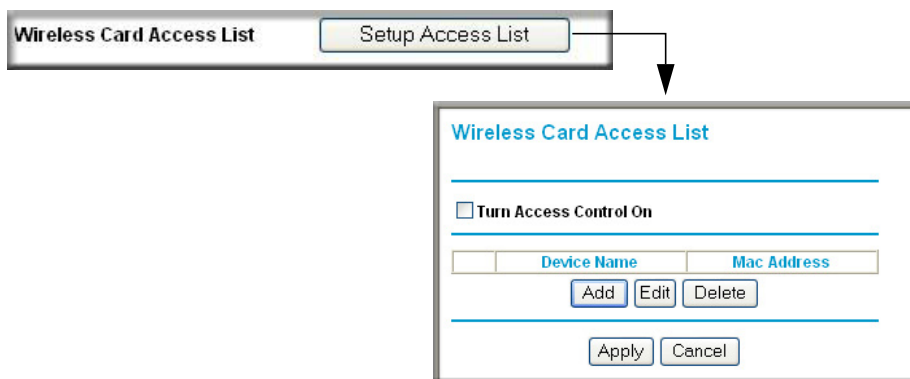 Wireless Card Access List Setup Access List
Wireless Card Access List
Turn Access Control On
Device Name Mac Address
Add Edit Delete
Apply Cancel